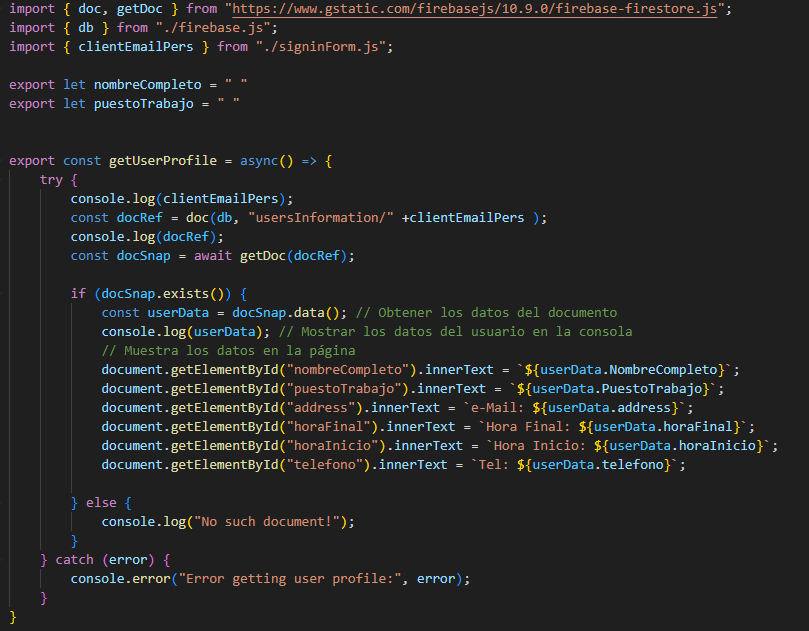 import { doc, getDoc } from "https://www.gstatic.com/firebasejs/10.9.0/firebase-firestore.js";
import { db } from "./firebase.js";
import { clientEmailPers } from "./signinForm.js";
export let nombreCompleto = " "
export let puestoTrabajo = " "
export const getUserProfile = async() => {
try {
console.log(clientEmailPers);
const docRef = doc(db, "usersInformation/" +clientEmailPers );
console.log(docRef);
const docSnap = await getDoc(docRef);
if (docSnap.exists()) {
const userData = docSnap.data(); // Obtener los datos del documento
console.log(userData); // Mostrar los datos del usuario en la consola
// Muestra los datos en la página
document.getElementById("nombreCompleto").innerText = `${userData.NombreCompleto}`;
document.getElementById("puestoTrabajo").innerText = `${userData.PuestoTrabajo}`;
document.getElementById("address").innerText = `e-Mail: ${userData.address}`;
document.getElementById("horaFinal").innerText = `Hora Final: ${userData.horaFinal}`;
document.getElementById("horaInicio").innerText = `Hora Inicio: ${userData.horaInicio}`;
document.getElementById("telefono").innerText = `Tel: ${userData.telefono}`;
} else {
console.log("No such document!");
}
} catch (error) {
console.error("Error getting user profile:", error);
}
}